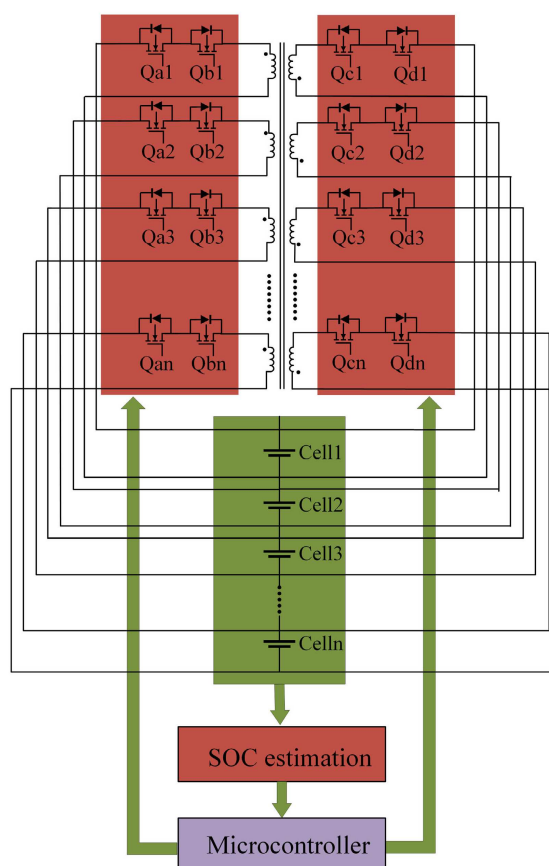 Qa1 Qb1 Qc1 Qd1
Qa2 Qb2 Qc2 Qd2
Qa3 Qb3 Qc3 Qd3
Qan Qbn Qcn Qdn
Cell1
Cell2
Cell3
Celln
SOC estimation
Microcontroller